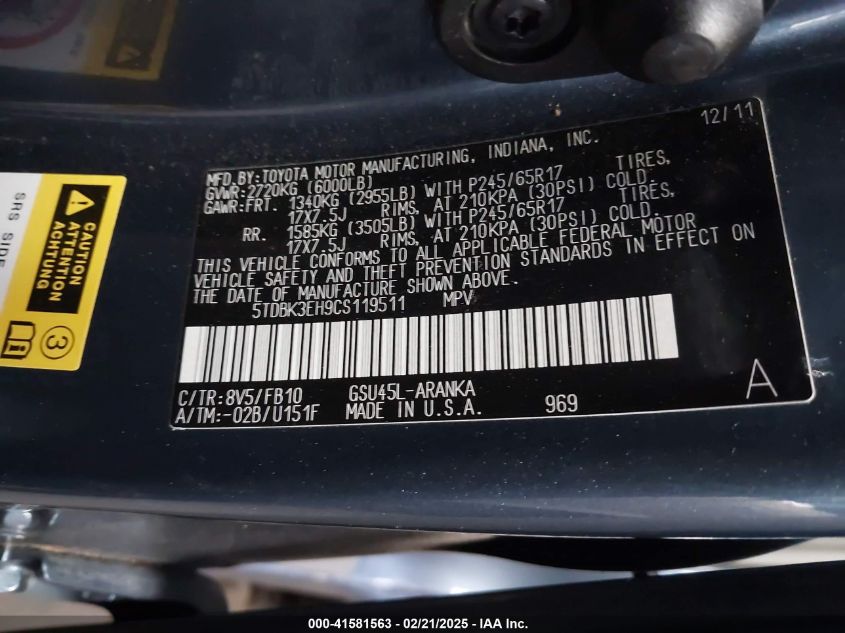 12/11
MFD.BY:TOYOTA MOTOR MANUFACTURING, INDIANA, INC.
GVWR:2720KG (6000LB)
GAWR:FRT. 1340KG (2955LB) WITH P245/65R17 TIRES,
17X7.5J RIMS, AT 210KPA (30PSI) COLD.
RR. 1585KG (3505LB) WITH P245/65R17 TIRES,
17X7.5J RIMS, AT 210KPA (30PSI) COLD.
THIS VEHICLE CONFORMS TO ALL APPLICABLE FEDERAL MOTOR
VEHICLE SAFETY AND THEFT PREVENTION STANDARDS IN EFFECT ON
THE DATE OF MANUFACTURE SHOWN ABOVE.
5TDBK3EH9CS119511 MPV
C/TR:8V5/FB10 GSU45L-ARANKA
A/TM:-02B/U151F MADE IN U.S.A. 969 A
SRS SIDE
CAUTION
ATTENTION
ACHTUNG
3
000-41581563 - 02/21/2025 - IAA Inc.